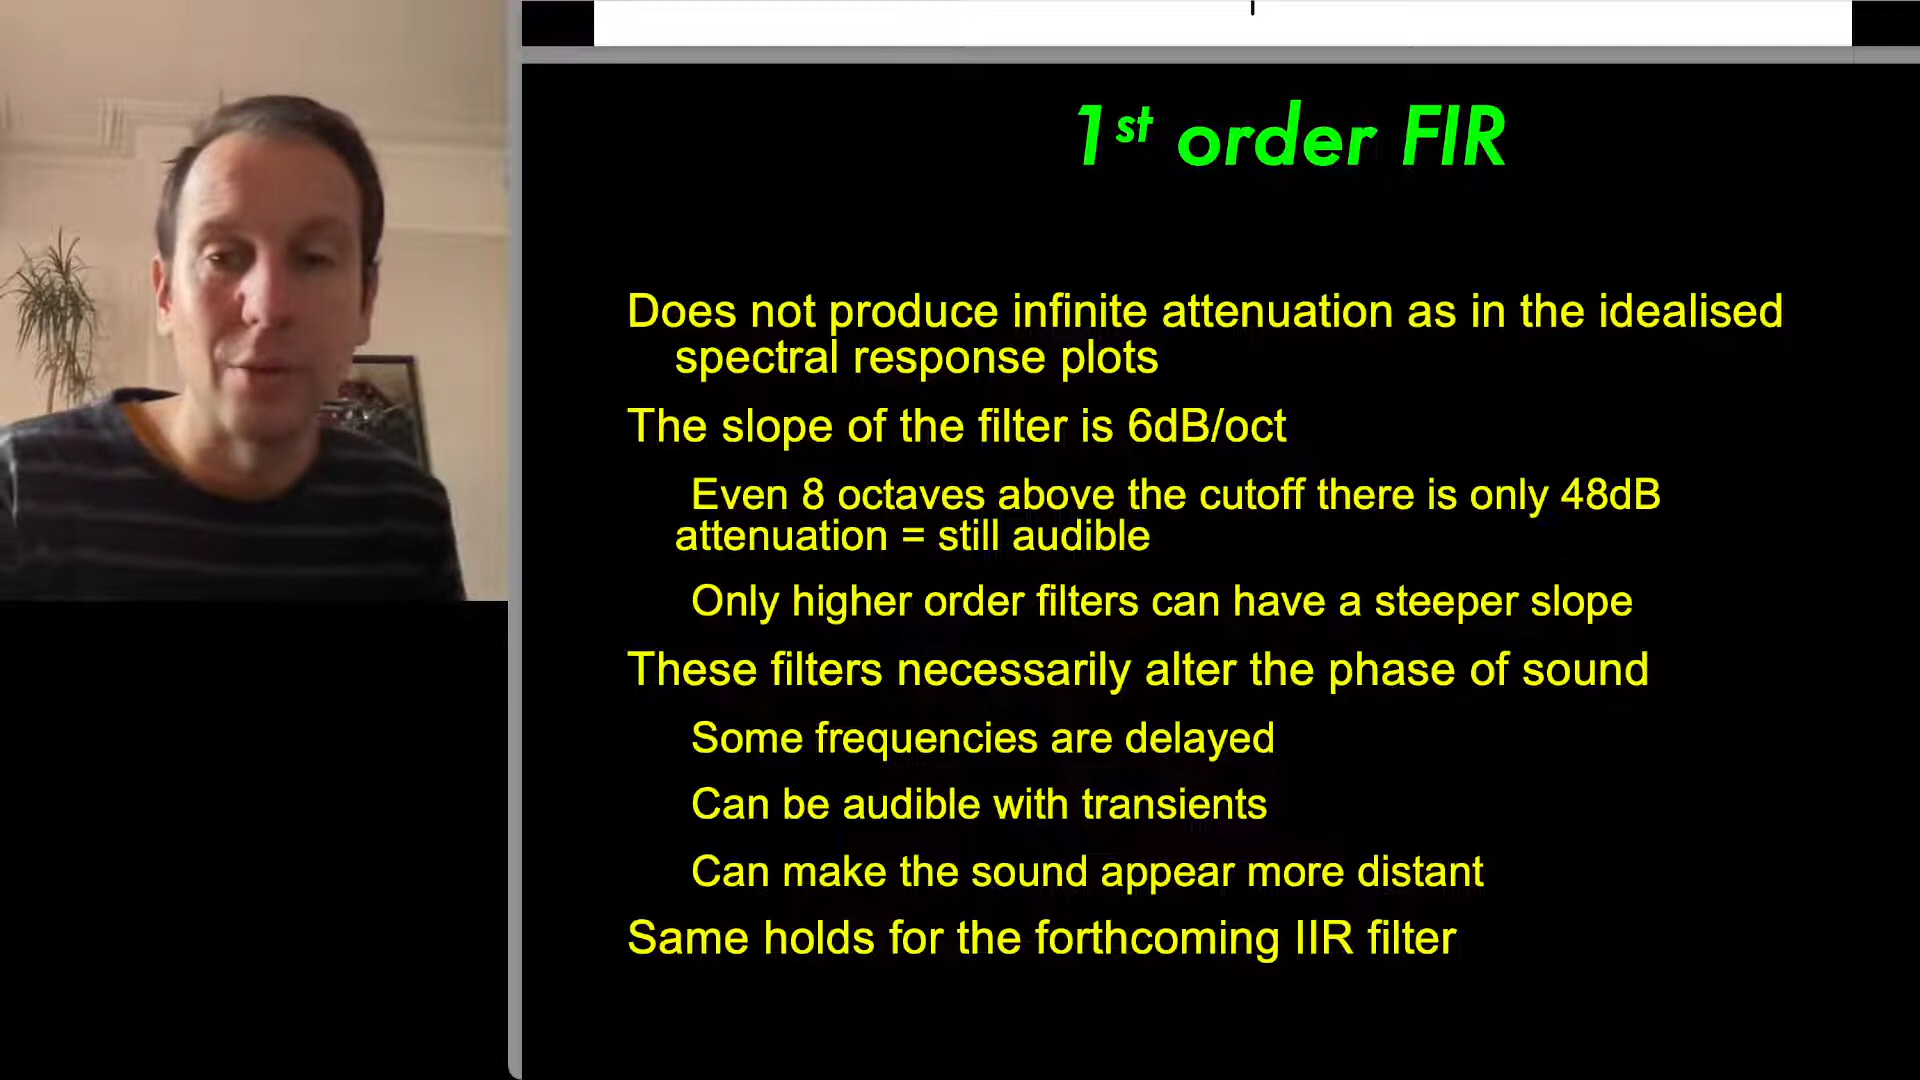 1st order FIR
Does not produce infinite attenuation as in the idealised
spectral response plots
The slope of the filter is 6dB/oct
Even 8 octaves above the cutoff there is only 48dB
attenuation = still audible
Only higher order filters can have a steeper slope
These filters necessarily alter the phase of sound
Some frequencies are delayed
Can be audible with transients
Can make the sound appear more distant
Same holds for the forthcoming IIR filter